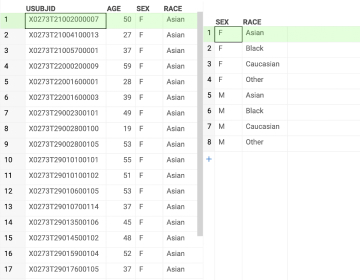 USUBJID AGE SEX RACE
1 X0273T21002000007 50 F Asian
2 X0273T21004100013 27 F Asian
3 X0273T21005700001 37 F Asian
4 X0273T22000200009 59 F Asian
5 X0273T22001600001 28 F Asian
6 X0273T22001600003 39 F Asian
7 X0273T29002300101 49 F Asian
8 X0273T29002800100 19 F Asian
9 X0273T29002800105 53 F Asian
10 X0273T29010100101 55 F Asian
11 X0273T29010100102 51 F Asian
12 X0273T29010600105 53 F Asian
13 X0273T29010700114 37 F Asian
14 X0273T29013500106 45 F Asian
15 X0273T29014500102 48 F Asian
16 X0273T29015900104 52 F Asian
17 X0273T29017600105 37 F Asian
SEX RACE
1 F Asian
2 F Black
3 F Caucasian
4 F Other
5 M Asian
6 M Black
7 M Caucasian
8 M Other
+